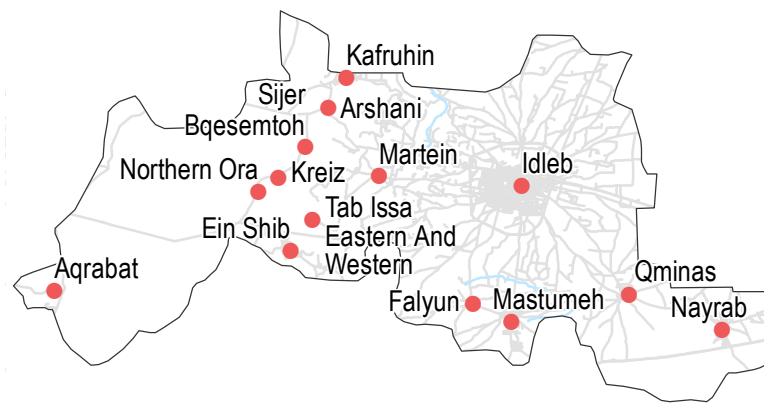 Kafruhin
Sijer
Arshani
Bqesemtoh
Martein
Idleb
Northern Ora
Kreiz
Tab Issa
Eastern And
Western
Ein Shib
Aqrabat
Qminas
Falyun
Mastumeh
Nayrab